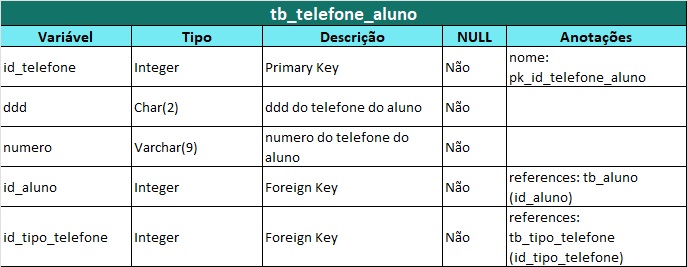 tb_telefone_aluno
Variável Tipo Descrição NULL Anotações
id_telefone Integer Primary Key Não nome:
pk_id_telefone_aluno
ddd Char(2) ddd do telefone do aluno Não
numero Varchar(9) numero do telefone do
aluno Não
id_aluno Integer Foreign Key Não references: tb_aluno
(id_aluno)
id_tipo_telefone Integer Foreign Key Não references:
tb_tipo_telefone
(id_tipo_telefone)